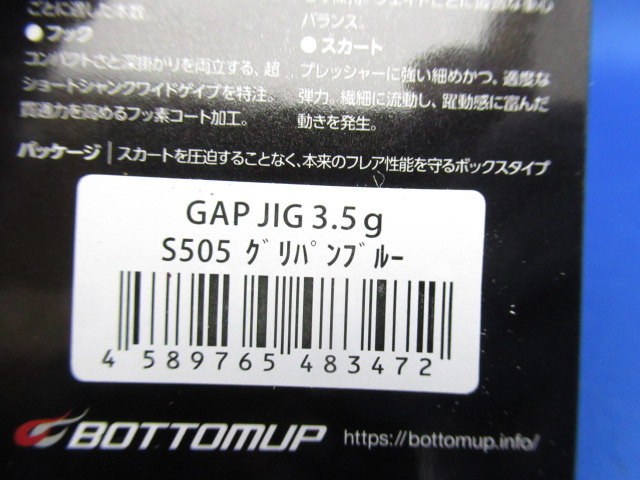 ごとに適した本数。
● フック
コンパクトさと深掛かりを両立する、超
ショートシャンクワイドゲイプを特注。
貫通力を高めるフッ素コート加工。
バランス。
● スカート
プレッシャーに強い細めかつ、適度な
弾力。繊細に流動し、躍動感に富んだ
動きを発生。
パッケージ | スカートを圧迫することなく、本来のフレア性能を守るボックスタイプ
GAP JIG 3.5g
S505 ｸﾞﾘﾊﾟﾝﾌﾞﾙｰ
4 589765 483472
BOTTOMUP
https://bottomup.info/